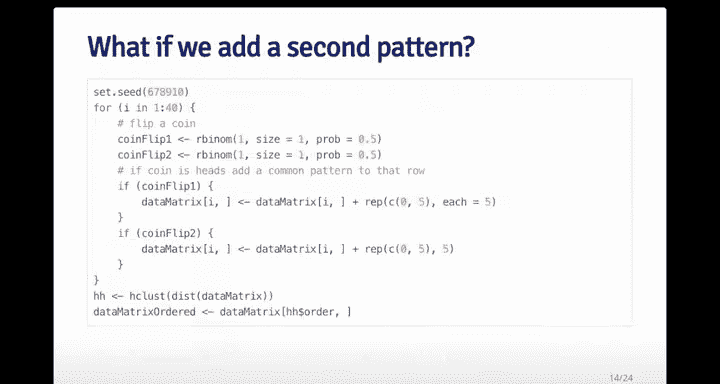 What if we add a second pattern?
set.seed(678910)
for (i in 1:40) {
    # flip a coin
    coinFlip1 <- rbinom(1, size = 1, prob = 0.5)
    coinFlip2 <- rbinom(1, size = 1, prob = 0.5)
    # if coin is heads add a common pattern to that row
    if (coinFlip1) {
        dataMatrix[i, ] <- dataMatrix[i, ] + rep(c(0, 5), each = 5)
    }
    if (coinFlip2) {
        dataMatrix[i, ] <- dataMatrix[i, ] + rep(c(0, 5), 5)
    }
}
hh <- hclust(dist(dataMatrix))
dataMatrixOrdered <- dataMatrix[hh$order, ]
14/24